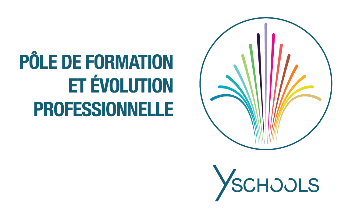 PÔLE DE FORMATION
ET ÉVOLUTION
PROFESSIONNELLE
YSCHOOLS